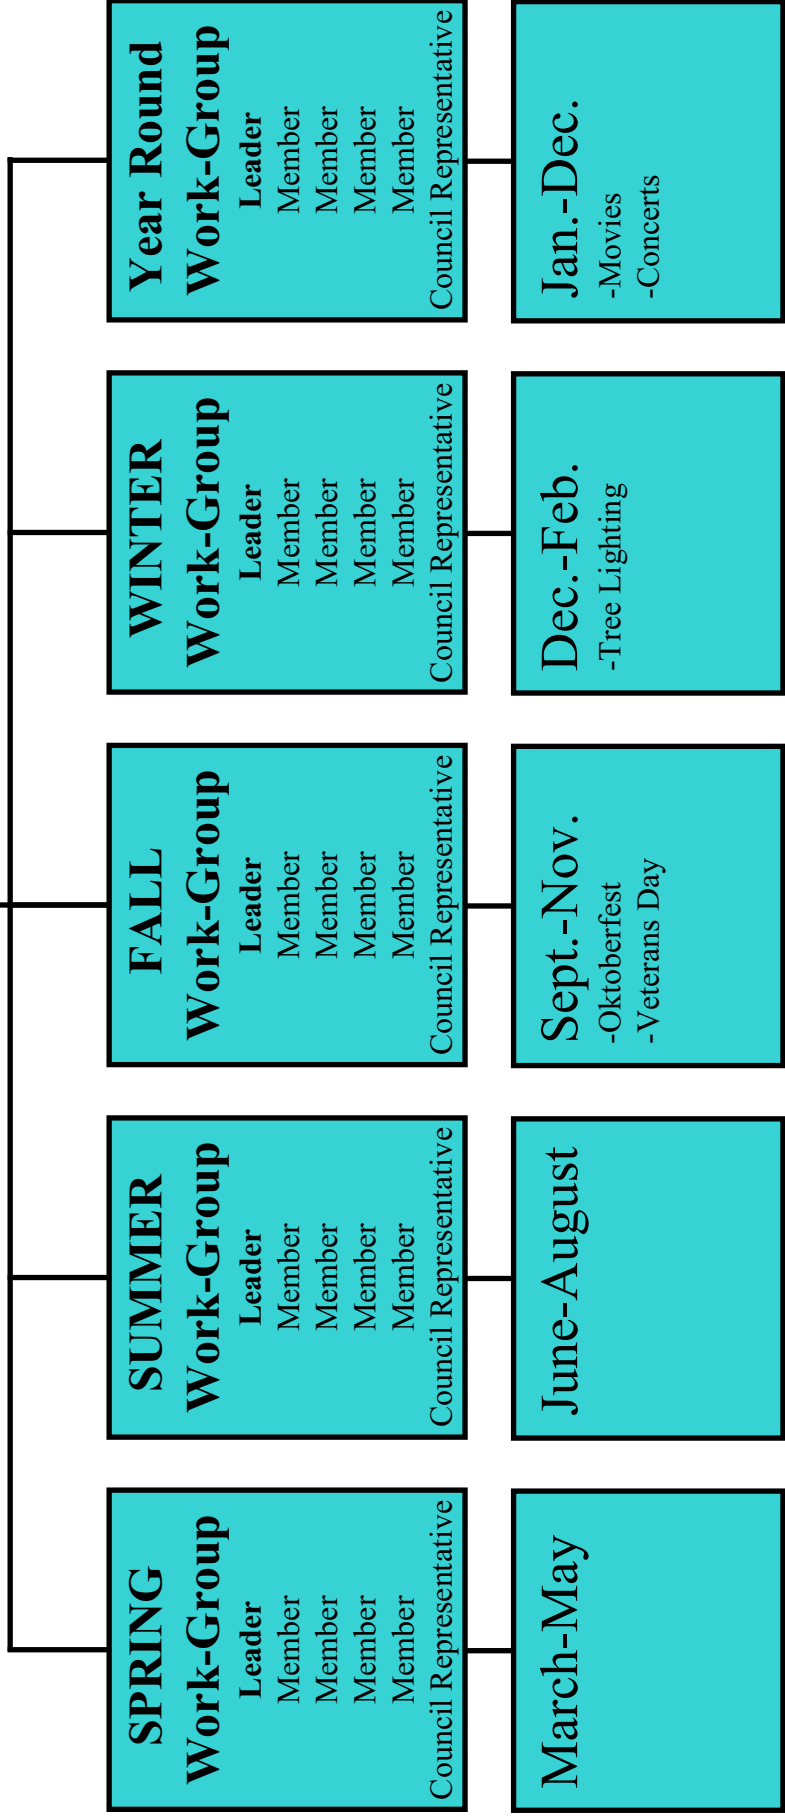 SPRING
Work-Group
Leader
Member
Member
Member
Member
Council Representative
March-May
SUMMER
Work-Group
Leader
Member
Member
Member
Member
Council Representative
June-August
FALL
Work-Group
Leader
Member
Member
Member
Member
Council Representative
Sept.-Nov.
-Oktoberfest
-Veterans Day
WINTER
Work-Group
Leader
Member
Member
Member
Member
Council Representative
Dec.-Feb.
-Tree Lighting
Year Round
Work-Group
Leader
Member
Member
Member
Member
Council Representative
Jan.-Dec.
-Movies
-Concerts